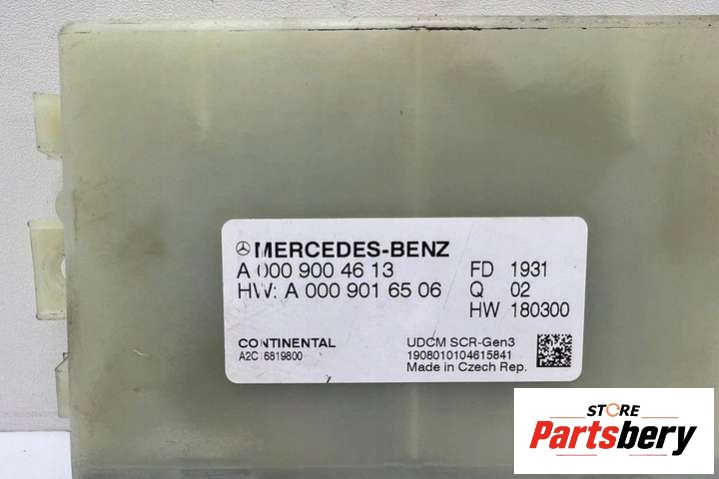 MERCEDES-BENZ
A 000 900 46 13
HW: A 000 901 65 06
FD 1931
Q 02
HW 180300
CONTINENTAL
A2C 6819800
UDCM SCR-Gen3
1908010104615841
Made in Czech Rep.
STORE
Partsbery